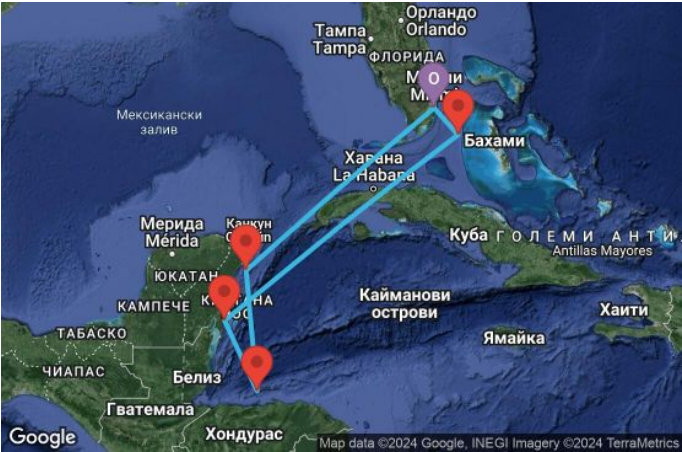 Орландо
Orlando
Тампа
Tampa
ФЛОРИДА
O
Мексикански
залив
Бахами
Хавана
La Habana
Мерида
Mérida
Канкун
Куба
ГОЛЕМИ АНТИ
Antillas Mayores
ЮКАТАН
КАМПЕЧЕ
Кайманови
острови
Хаити
ТАБАСКО
Ямайка
ЧИАПАС
Белиз
Гватемала
Хондурас
Google
Map data ©2024 Google, INEGI Imagery ©2024 TerraMetrics